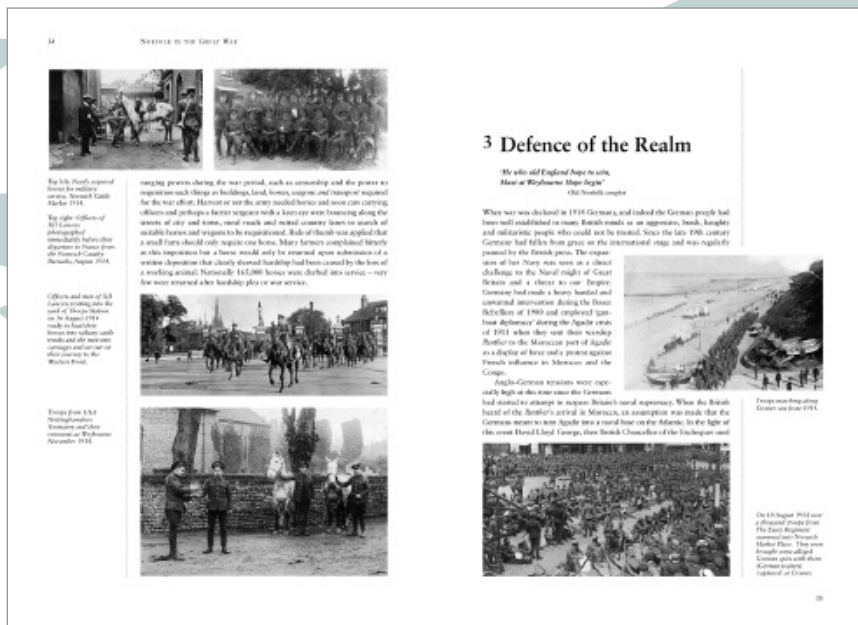 24
NORFOLK IN THE GREAT WAR
Top left: Newly acquired
horses for military
service, Norwich Cattle
Market 1914.
Top right: Officers of
Lancers
photographed
immediately before their
departure to France from
the Norwich Cavalry
Barracks, August 1914.
Officers and men of
Lancers trotting into the
yard of Thorpe Station
on 16 August 1914
ready to load their
horses into railway cattle
trucks and the men into
carriages and set out on
their journey to the
Western Front.
Troops from
Nottinghamshire
Yeomanry and their
at Weybourne
November 1914.
ranging powers during the war period, such as censorship and the power to
requisition such things as buildings, land, horses, wagons and transport required
for the war effort. Harvest or not the army needed horses and soon cars carrying
officers and perhaps a farrier sergeant with a keen eye were bouncing along the
streets of city and towns, rural roads and rutted country lanes in search of
suitable horses and wagons to be requisitioned. Rule of thumb was applied that
a small farm should only require one horse. Many farmers complained bitterly
at this imposition but a horse would only be returned upon submission of a
written deposition that clearly showed hardship had been caused by the loss of
a working animal. Nationally 165,000 horses were drafted into service – very
few were returned after hardship plea or war service.
3 Defence of the Realm
'He who old England hope to win,
Must at Weybourne Hope begin'
Old Norfolk couplet
When war was declared in 1914 Germany, and indeed the German people had
been well established in many British minds as an aggressive, brash, haughty
and militaristic people who could not be trusted. Since the late 19th century
Germany had fallen from grace on the international stage and was regularly
by the British press. The expan-
sion of her Navy was seen as a direct
challenge to the Naval might of Great
Britain and a threat to our Empire.
Germany had made a heavy handed and
unwanted intervention during the Boxer
Rebellion of 1900 and employed 'gun-
boat diplomacy' during the Agadir crisis
of 1911 when they sent their warship
Panther to the Moroccan port of Agadir
as a display of force and a protest against
French influence in Morocco and the
Congo.
Anglo-German tensions were espe-
cially high at this time since the Germans
had started to attempt to surpass Britain's naval supremacy. When the British
heard of the Panther's arrival in Morocco, an assumption was made that the
Germans meant to turn Agadir into a naval base on the Atlantic. In the light of
this event David Lloyd George, then British Chancellor of the Exchequer used
Troops marching along
Cromer sea front 1914.
On 10 August 1914 over
a thousand troops from
The Essex Regiment
swarmed into Norwich
Market Place. They even
brought some alleged
German spies with them
(German waiters)
'captured' at Cromer.